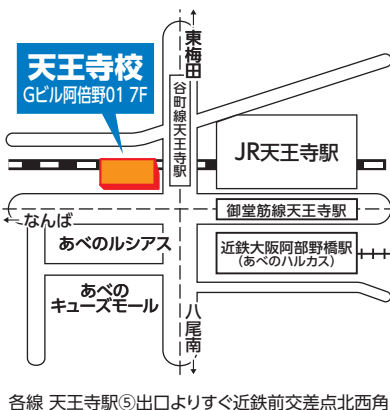 東梅田
天王寺校
Gビル阿倍野01 7F
谷町線天王寺駅
JR天王寺駅
御堂筋線天王寺駅
なんば
あべのルシアス
近鉄大阪阿部野橋駅
(あべのハルカス)
あべの
キューズモール
八尾南
各線 天王寺駅⑤出口よりすぐ近鉄前交差点北西角